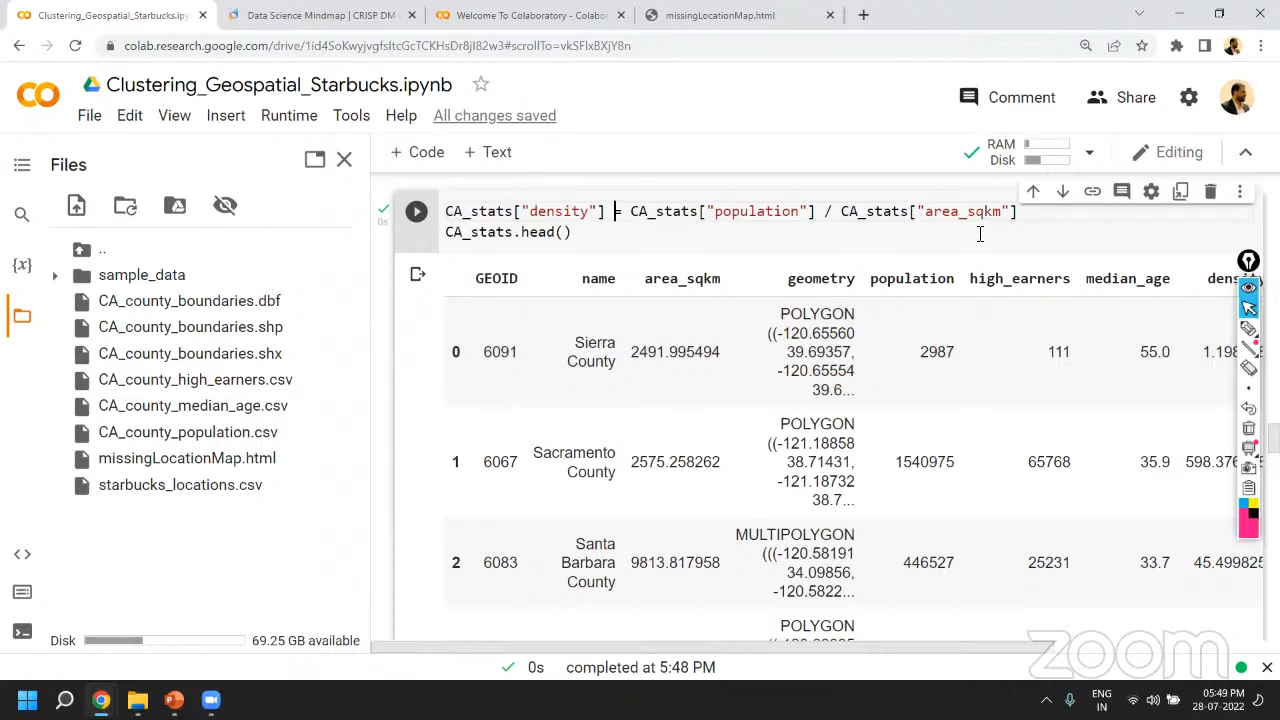 Clustering_Geospatial_Starbucks.ipyn
Data Science Mindmap | CRISP DM
Welcome To Colaboratory - Colabo
missingLocationMap.html
colab.research.google.com/drive/1id4SoKwyjvgfsItcGcTCKHsDr8jI82w3#scrollTo=vkSFIxBXjY8n
Clustering_Geospatial_Starbucks.ipynb
File Edit View Insert Runtime Tools Help All changes saved
Comment
Share
Files
+ Code + Text
RAM
Disk
Editing
..
sample_data
CA_county_boundaries.dbf
CA_county_boundaries.shp
CA_county_boundaries.shx
CA_county_high_earners.csv
CA_county_median_age.csv
CA_county_population.csv
missingLocationMap.html
starbucks_locations.csv
Disk 69.25 GB available
0s
CA_stats["density"] = CA_stats["population"] / CA_stats["area_sqkm"]
CA_stats.head()
GEOID name area_sqkm geometry population high_earners median_age
0 6091 Sierra County 2491.995494 POLYGON ((-120.65560 39.69357, -120.65554 39.6... 2987 111 55.0
1 6067 Sacramento County 2575.258262 POLYGON ((-121.18858 38.71431, -121.18732 38.7... 1540975 65768 35.9
2 6083 Santa Barbara County 9813.817958 MULTIPOLYGON (((-120.58191 34.09856, -120.5822... 446527 25231 33.7 45.499825
POLYGON
0s completed at 5:48 PM
zoom
ENG
IN
05:49 PM
28-07-2022